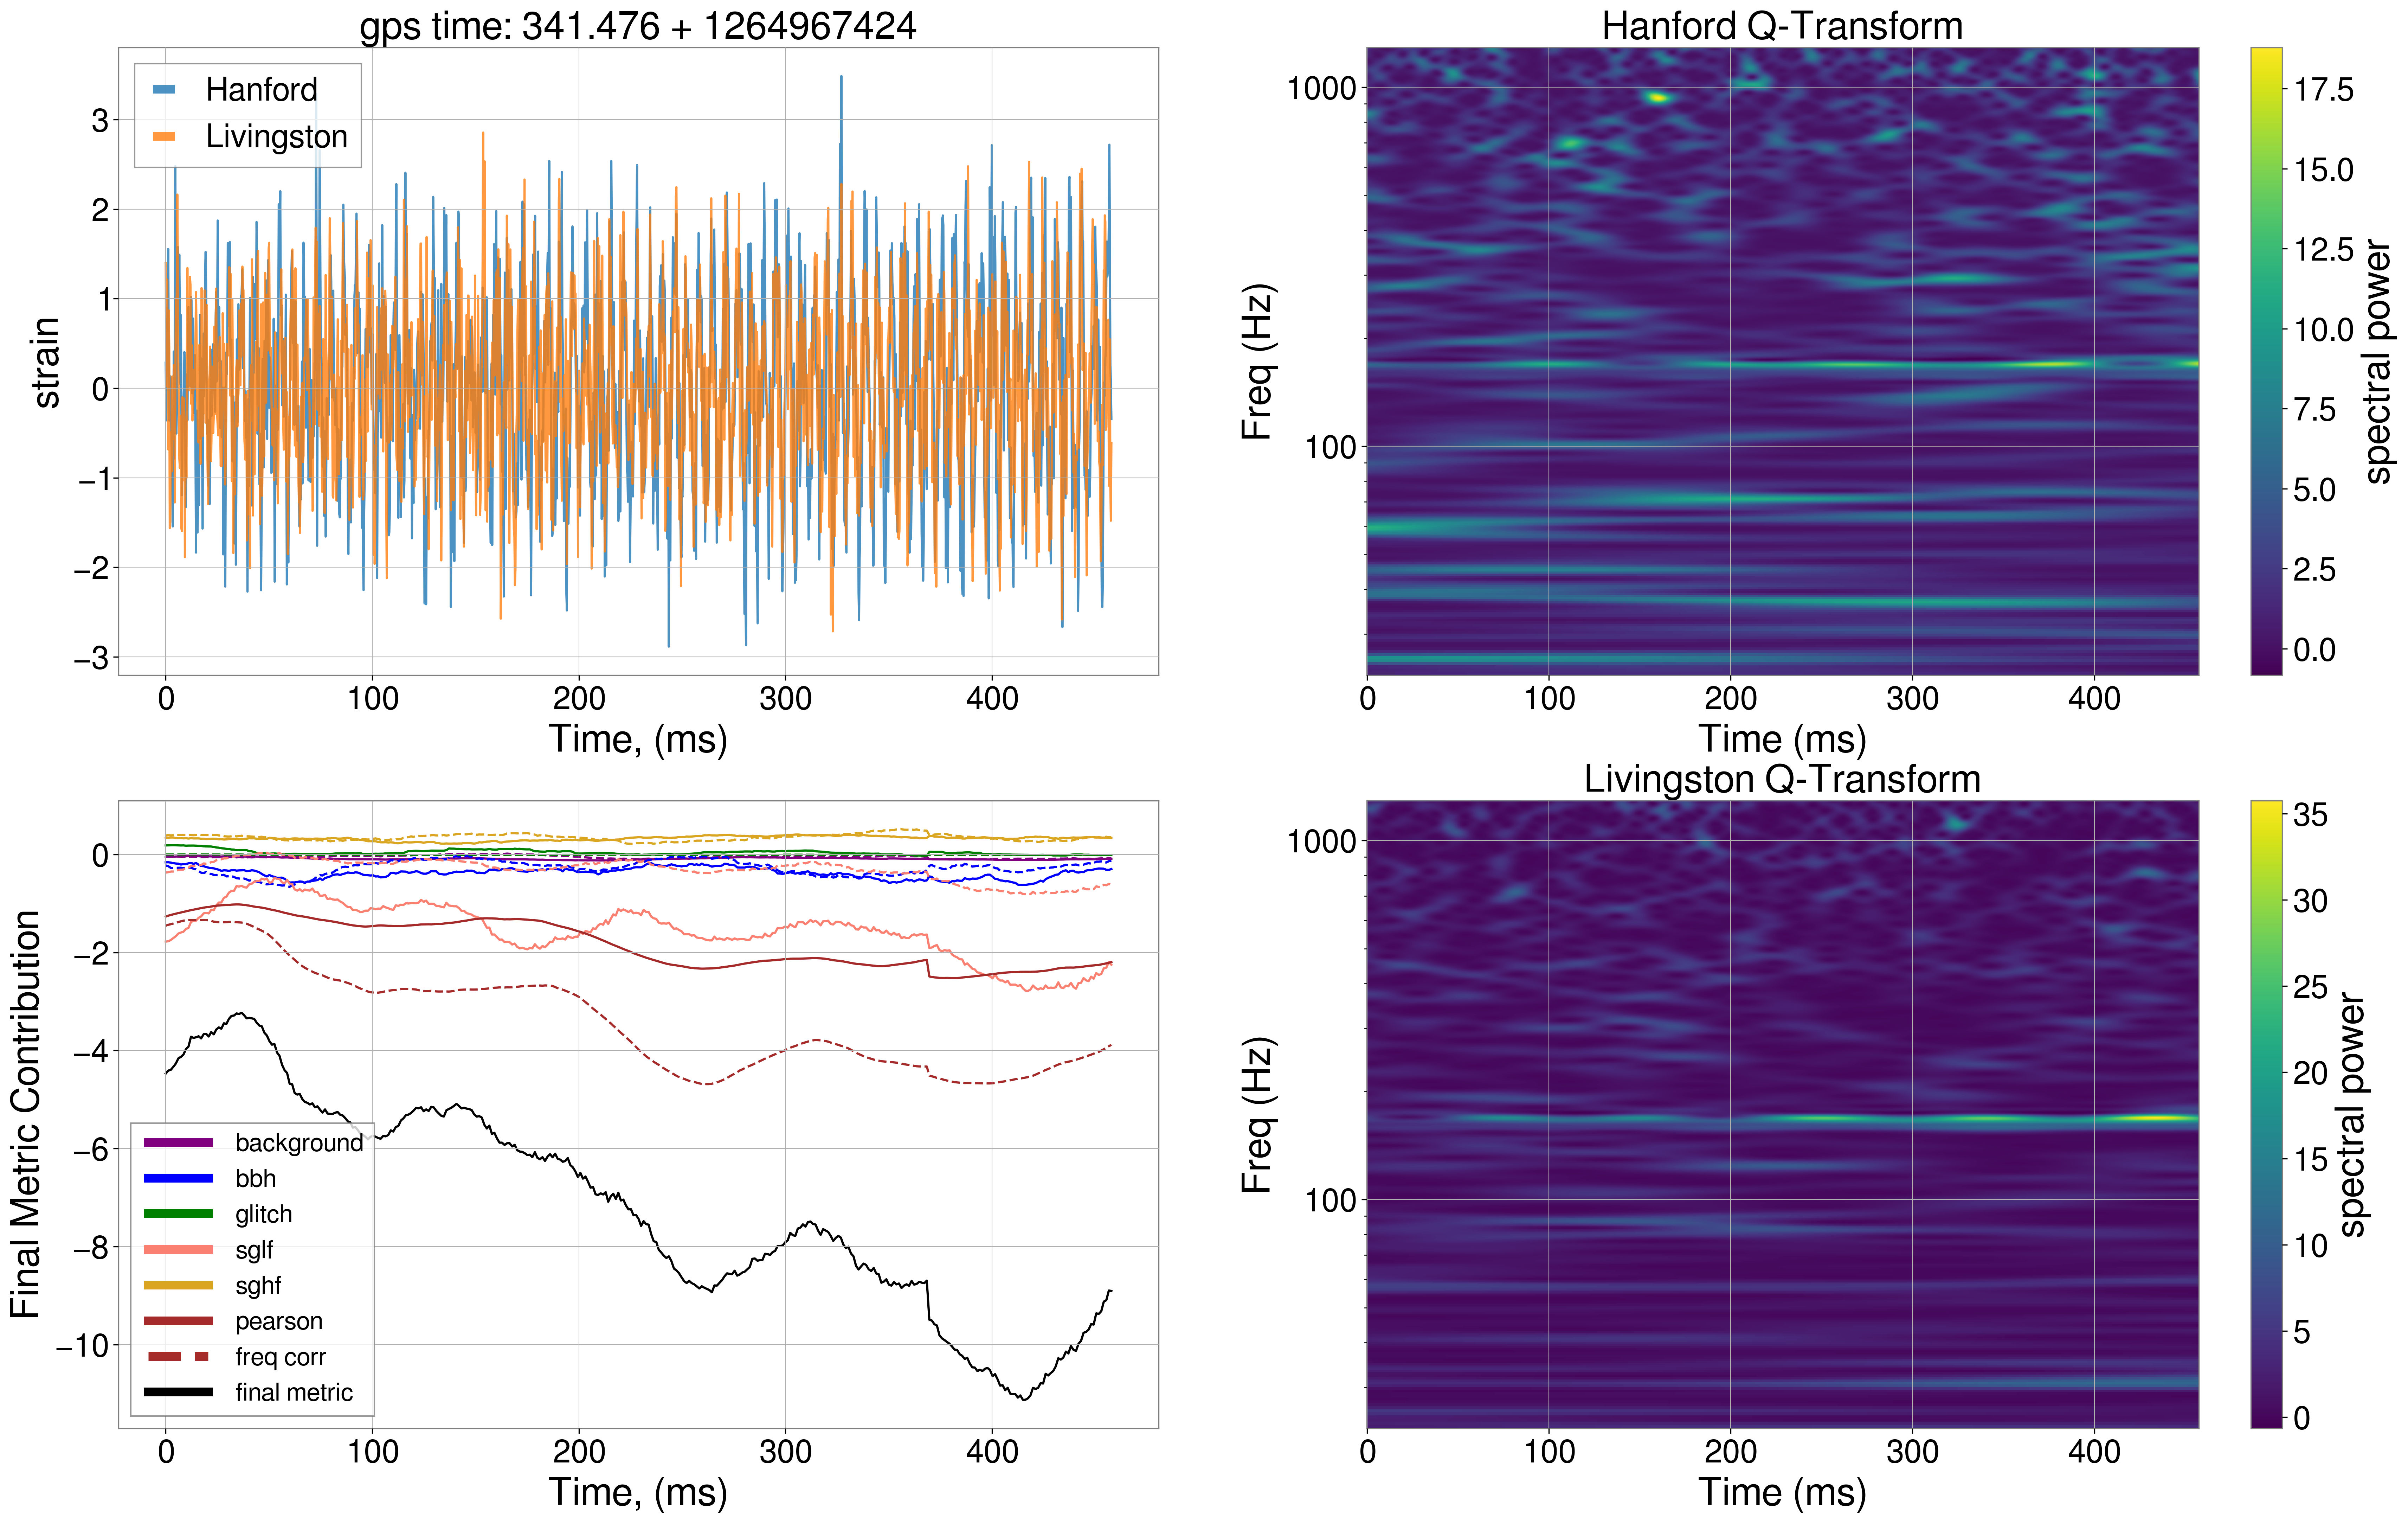 gps time: 341.476 + 1264967424
Hanford
Livingston
3
2
1
0
−1
−2
−3
strain
0
100
200
300
400
Time, (ms)
Hanford Q-Transform
1000
100
Freq (Hz)
0
100
200
300
400
Time (ms)
17.5
15.0
12.5
10.0
7.5
5.0
2.5
0.0
spectral power
0
−2
−4
−6
−8
−10
Final Metric Contribution
background
bbh
glitch
sglf
sghf
pearson
freq corr
final metric
0
100
200
300
400
Time, (ms)
Livingston Q-Transform
1000
100
Freq (Hz)
0
100
200
300
400
Time (ms)
35
30
25
20
15
10
5
0
spectral power